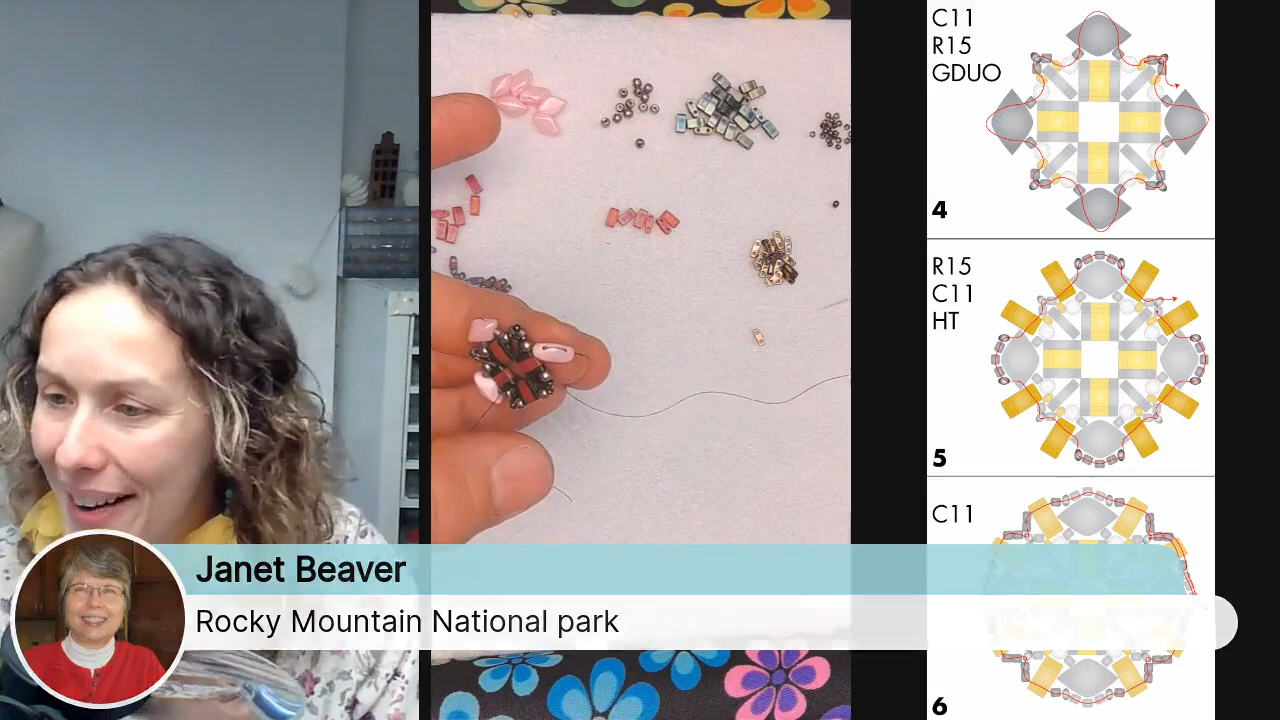 C11
R15
GDUO
4
R15
C11
HT
5
C11
6
Janet Beaver
Rocky Mountain National park